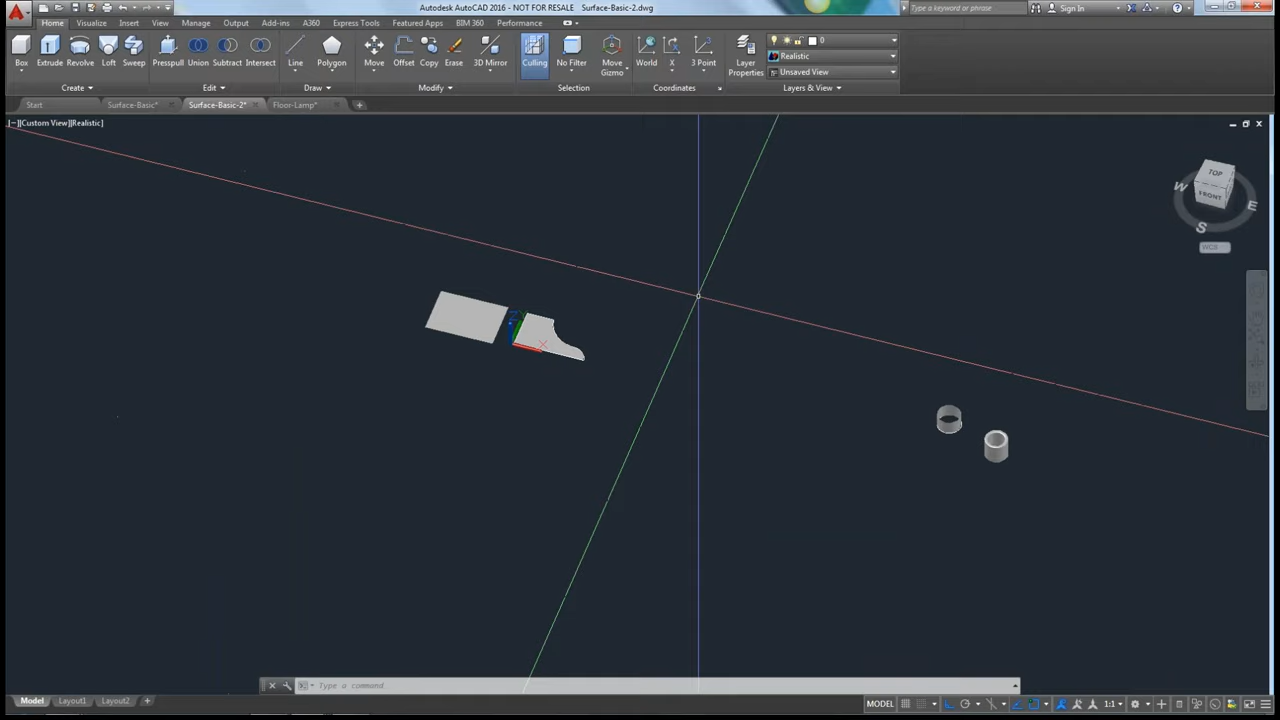 Autodesk AutoCAD 2016 - NOT FOR RESALE Surface-Basic-2.dwg
Type a keyword or phrase
Sign In
Home Insert Annotate View Manage Output Add-ins A360 Express Tools Featured Apps BIM 360 Performance
Box Extrude Revolve Loft Sweep Presspull Union Subtract Intersect Line Polygon Move Offset Copy Erase 3D Mirror Culling No Filter Move Gizmo World X 3 Point Layer Properties
0
Realistic
Unsaved View
Create Edit Draw Modify Selection Coordinates Layers & View
Start Surface-Basic* Surface-Basic-2* Floor-Lamp*
[−][Custom View][Realistic]
TOP
FRONT
W
E
S
WCS
Type a command
Model Layout1 Layout2
MODEL
1:1